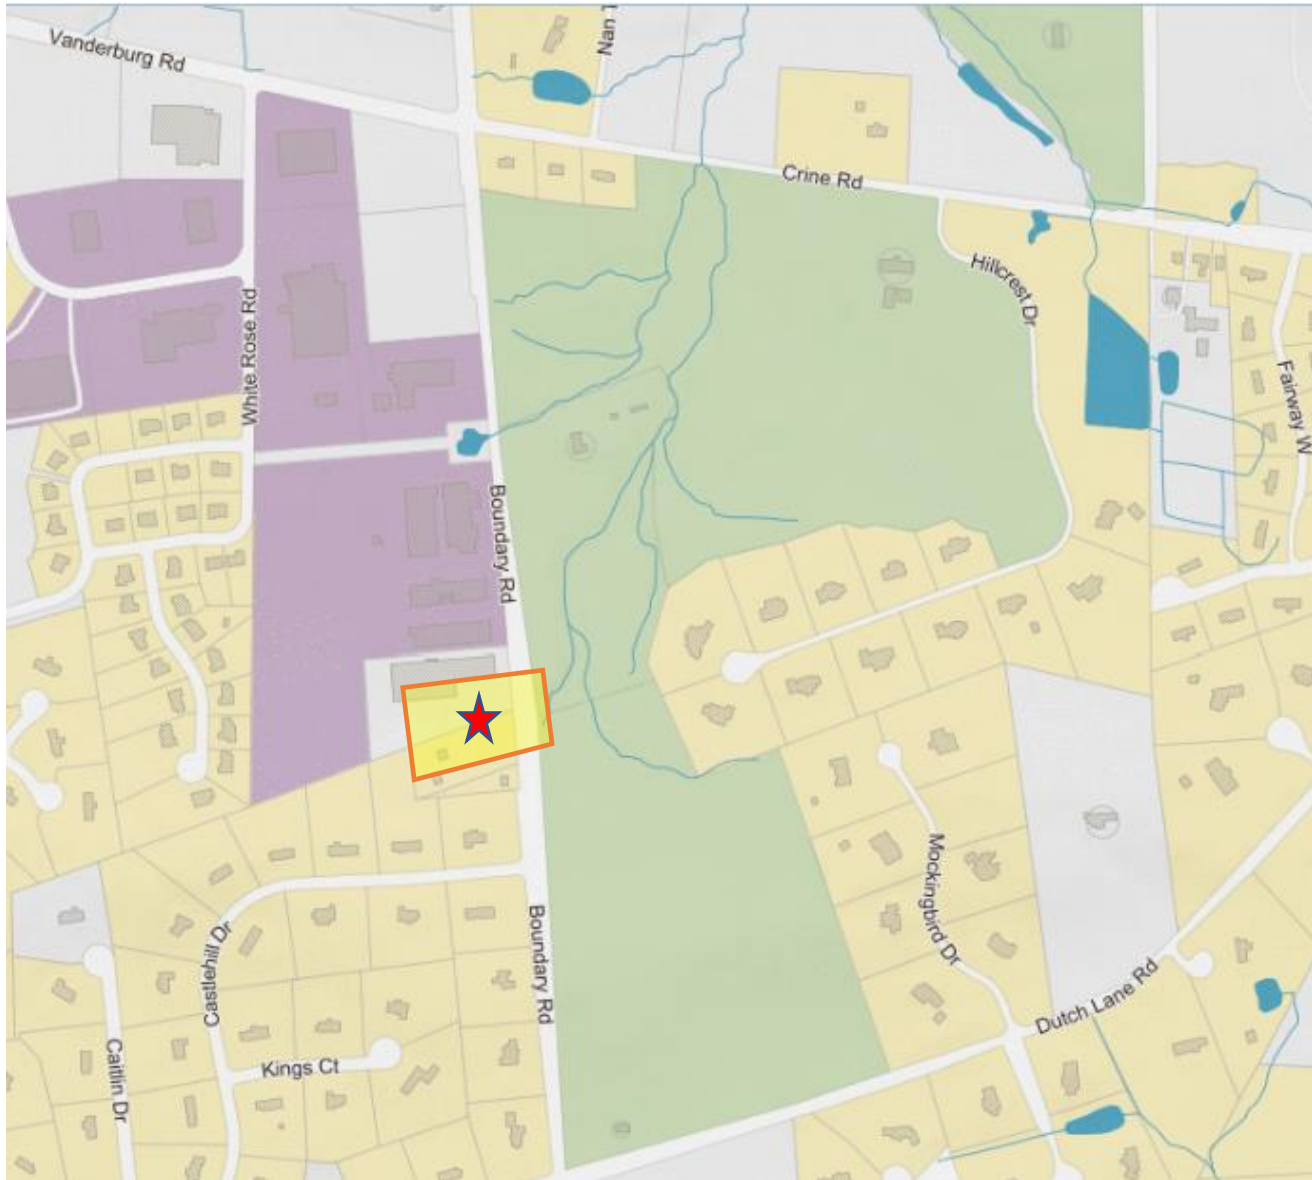 Vanderburg Rd
Nan
Crine Rd
Hillcrest Dr
White Rose Rd
Fairway W
Boundary Rd
Mockingbird Dr
Boundary Rd
Castlehill Dr
Dutch Lane Rd
Kings Ct
Caitlin Dr